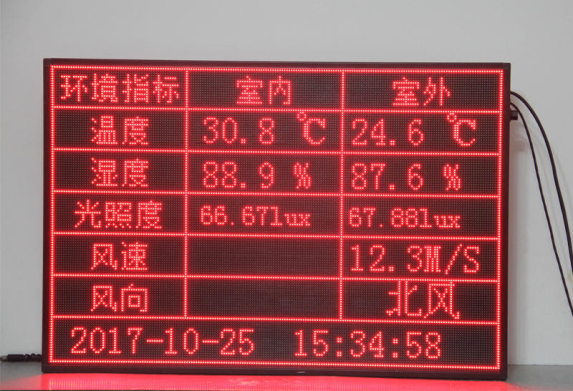 环境指标 室内 室外
温度 30.8 ℃ 24.6 ℃
湿度 88.9 % 87.6 %
光照度 66.67lux 67.88lux
风速 12.3M/S
风向 北风
2017-10-25 15:34:58